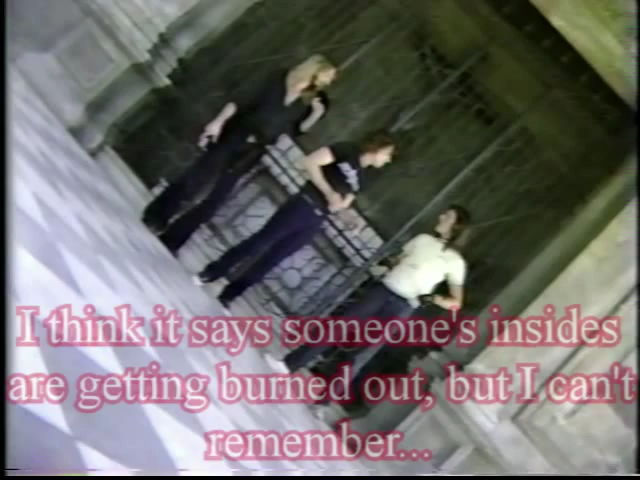 I think it says someone's insides
are getting burned out, but I can't
remember...